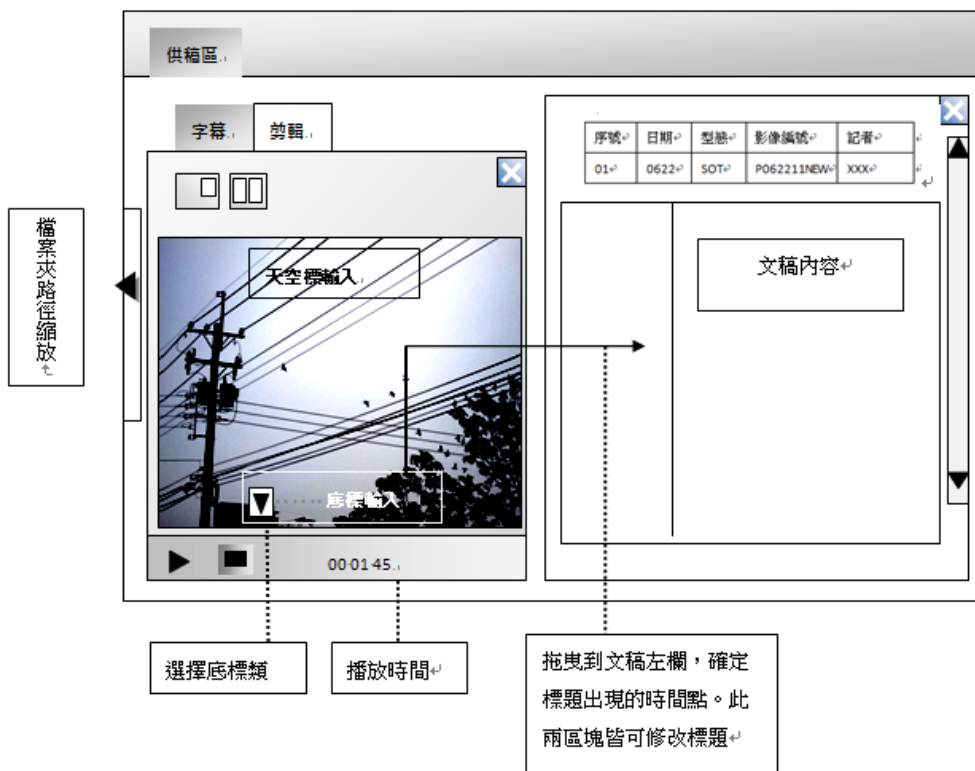 供稿區
字幕
剪輯
序號 日期 型態 影像編號 記者
01 0622 SOT P062211NEW XXX
檔案夾路徑縮放
天空標輸入
文稿內容
底標輸入
00:01:45
選擇底標類
播放時間
拖曳到文稿左欄,確定
標題出現的時間點。此
兩區塊皆可修改標題